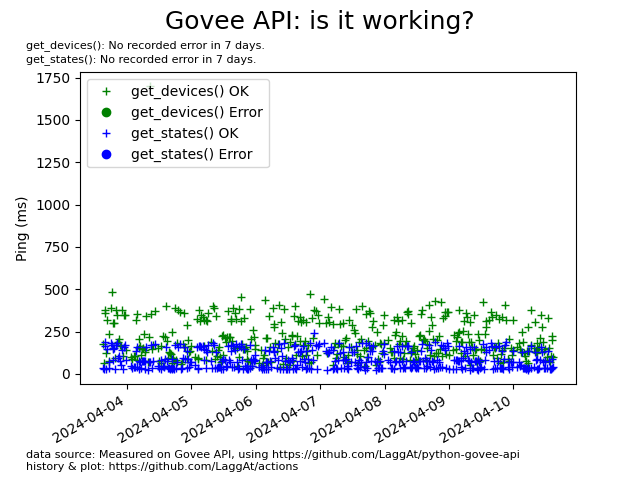 Govee API: is it working?
get_devices(): No recorded error in 7 days.
get_states(): No recorded error in 7 days.
get_devices() OK
get_devices() Error
get_states() OK
get_states() Error
Ping (ms)
1750
1500
1250
1000
750
500
250
0
2024-04-04
2024-04-05
2024-04-06
2024-04-07
2024-04-08
2024-04-09
2024-04-10
data source: Measured on Govee API, using https://github.com/LaggAt/python-govee-api
history & plot: https://github.com/LaggAt/actions